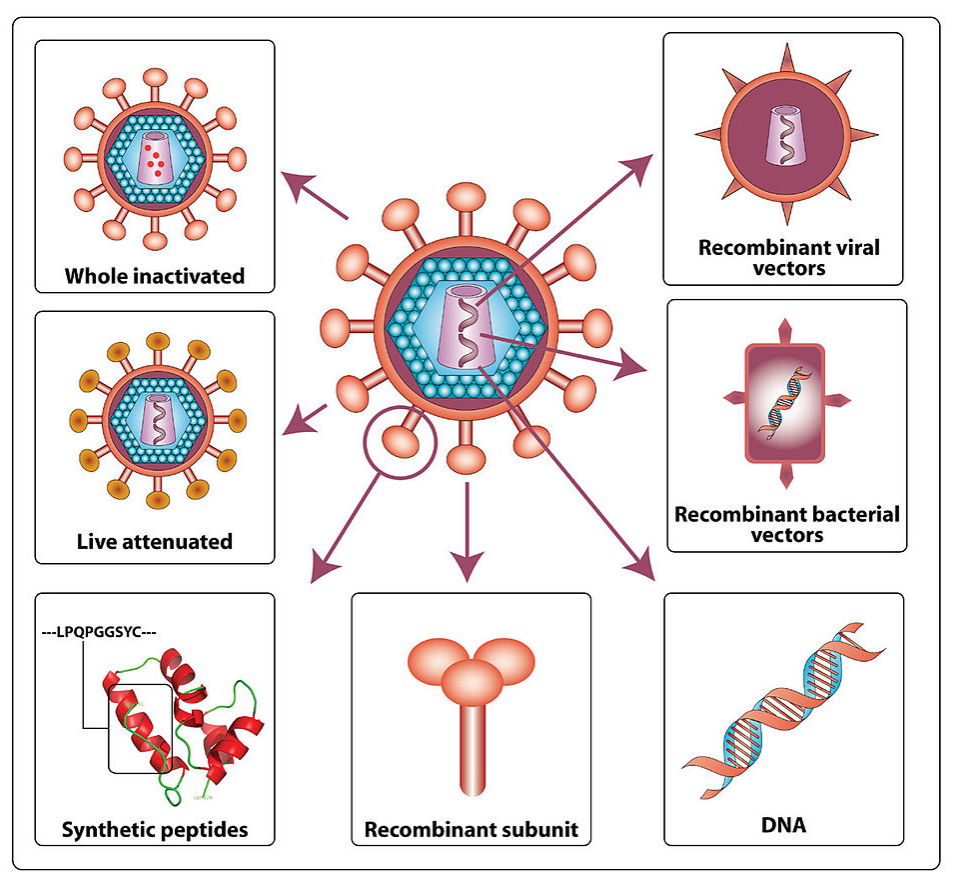 Whole inactivated
Recombinant viral
vectors
Live attenuated
Recombinant bacterial
vectors
---LPQPGGSYC---
Synthetic peptides
Recombinant subunit
DNA